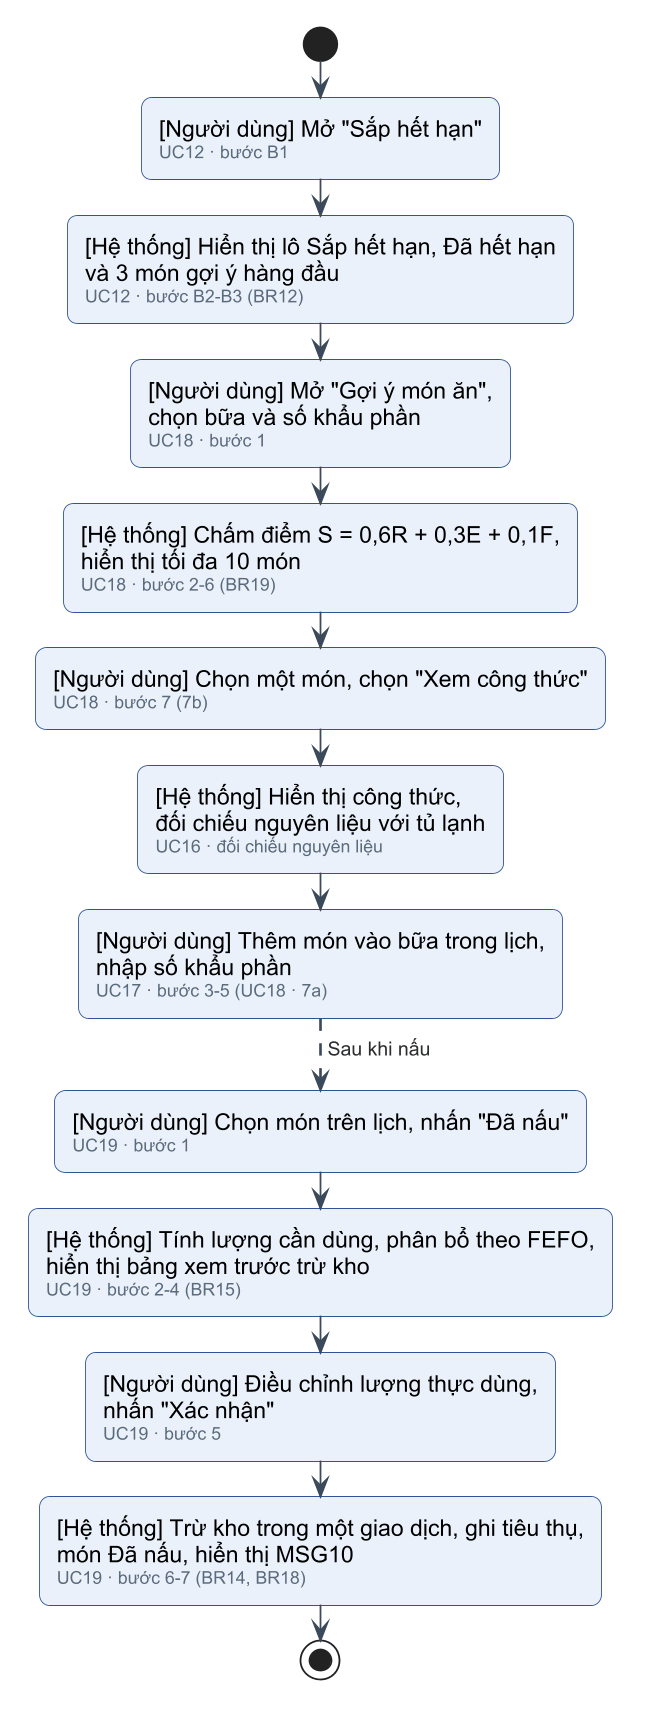 [Người dùng] Mở "Sắp hết hạn"
UC12 · bước B1
[Hệ thống] Hiển thị lô Sắp hết hạn, Đã hết hạn
và 3 món gợi ý hàng đầu
UC12 · bước B2-B3 (BR12)
[Người dùng] Mở "Gợi ý món ăn",
chọn bữa và số khẩu phần
UC18 · bước 1
[Hệ thống] Chấm điểm S = 0,6R + 0,3E + 0,1F,
hiển thị tối đa 10 món
UC18 · bước 2-6 (BR19)
[Người dùng] Chọn một món, chọn "Xem công thức"
UC18 · bước 7 (7b)
[Hệ thống] Hiển thị công thức,
đối chiếu nguyên liệu với tủ lạnh
UC16 · đối chiếu nguyên liệu
[Người dùng] Thêm món vào bữa trong lịch,
nhập số khẩu phần
UC17 · bước 3-5 (UC18 · 7a)
Sau khi nấu
[Người dùng] Chọn món trên lịch, nhấn "Đã nấu"
UC19 · bước 1
[Hệ thống] Tính lượng cần dùng, phân bổ theo FEFO,
hiển thị bảng xem trước trừ kho
UC19 · bước 2-4 (BR15)
[Người dùng] Điều chỉnh lượng thực dùng,
nhấn "Xác nhận"
UC19 · bước 5
[Hệ thống] Trừ kho trong một giao dịch, ghi tiêu thụ,
món Đã nấu, hiển thị MSG10
UC19 · bước 6-7 (BR14, BR18)